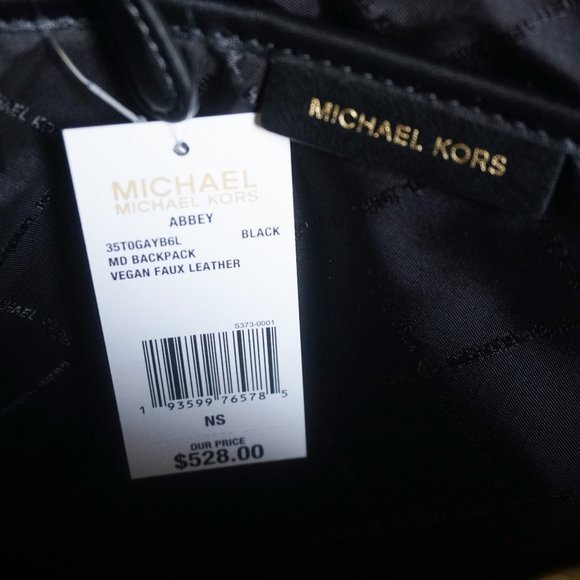 MICHAEL KORS
MICHAEL
MICHAEL KORS
ABBEY
35T0GAYB6L BLACK
MD BACKPACK
VEGAN FAUX LEATHER
S373-0001
1 93599 76578 5
NS
OUR PRICE
$528.00